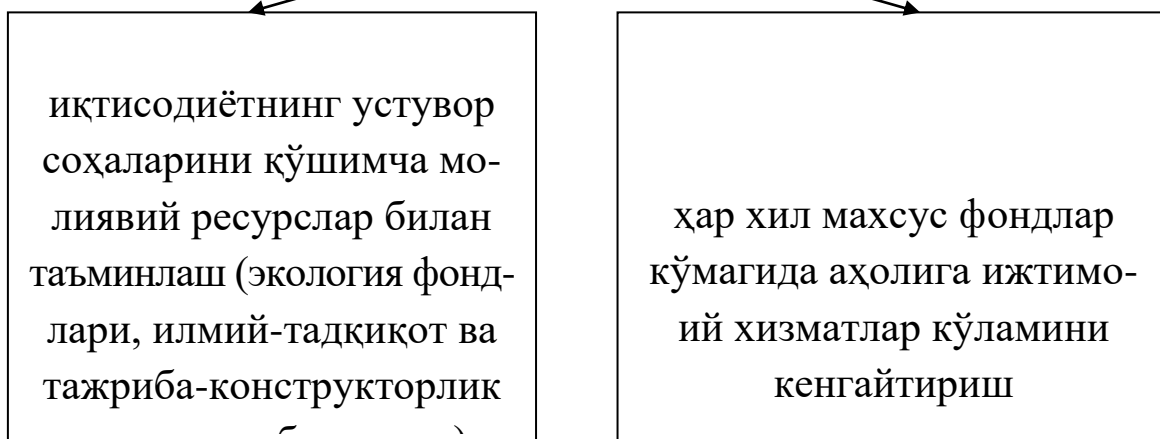 иқтисодиётнинг устувор
соҳаларини қўшимча мо-
лиявий ресурслар билан
таъминлаш (экология фонд-
лари, илмий-тадқиқот ва
тажриба-конструкторлик
ҳар хил махсус фондлар
кўмагида аҳолига ижтимо-
ий хизматлар кўламини
кенгайтириш